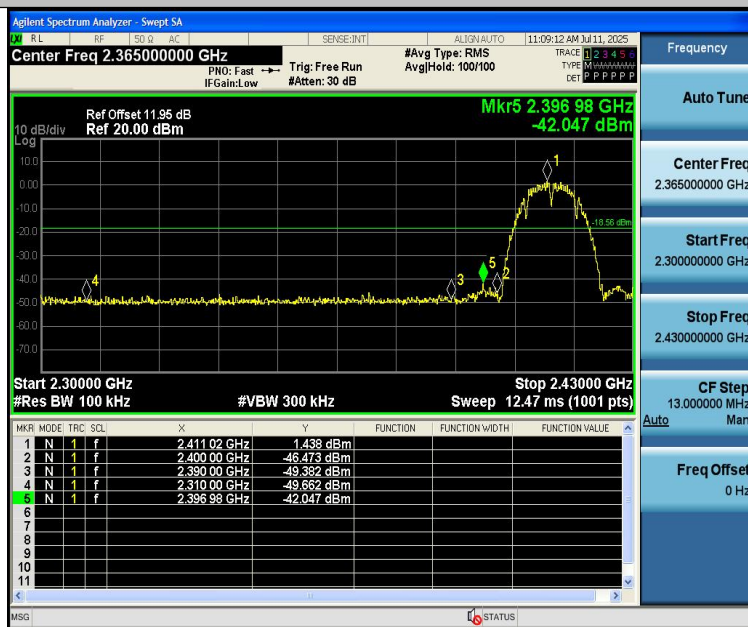 Agilent Spectrum Analyzer - Swept SA
LXI RL RF 50 Ω AC SENSE:INT ALIGN AUTO 11:09:12 AM Jul 11, 2025
Center Freq 2.365000000 GHz
PNO: Fast
IFGain:Low
Trig: Free Run
#Atten: 30 dB
#Avg Type: RMS
Avg|Hold: 100/100
TRACE 1 2 3 4 5 6
TYPE M
DET P P P P P P
Mkr5 2.396 98 GHz
-42.047 dBm
Ref Offset 11.95 dB
10 dB/div Ref 20.00 dBm
Log
10.0
0.00
-10.0
-20.0
-30.0
-40.0
-50.0
-60.0
-70.0
1
-18.56 dBm
5
4
3
2
Start 2.30000 GHz Stop 2.43000 GHz
#Res BW 100 kHz #VBW 300 kHz Sweep 12.47 ms (1001 pts)
MKR MODE TRC SCL X Y FUNCTION FUNCTION WIDTH FUNCTION VALUE
1 N 1 f 2.411 02 GHz 1.438 dBm
2 N 1 f 2.400 00 GHz -46.473 dBm
3 N 1 f 2.390 00 GHz -49.382 dBm
4 N 1 f 2.310 00 GHz -49.662 dBm
5 N 1 f 2.396 98 GHz -42.047 dBm
6
7
8
9
10
11
MSG STATUS
Frequency
Auto Tune
Center Freq
2.365000000 GHz
Start Freq
2.300000000 GHz
Stop Freq
2.430000000 GHz
CF Step
13.000000 MHz
Auto Man
Freq Offset
0 Hz